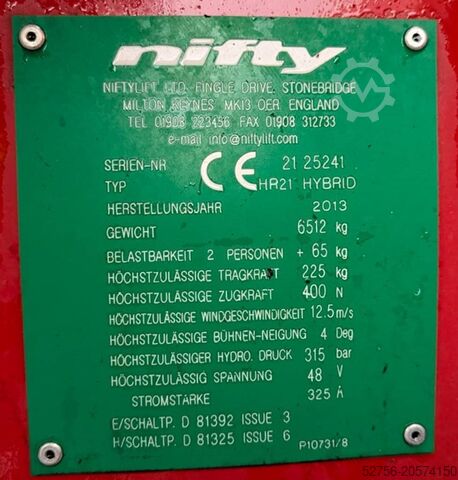 nifty
NIFTYLIFT LTD. FINGLE DRIVE. STONEBRIDGE
MILTON KEYNES MK13 OER ENGLAND
TEL 01908 223456 FAX 01908 312733
e-mail info@niftylift.com
SERIEN-NR CE 21 25241
TYP HR21 HYBRID
HERSTELLUNGSJAHR 2013
GEWICHT 6512 kg
BELASTBARKEIT 2 PERSONEN + 65 kg
HÖCHSTZULÄSSIGE TRAGKRAFT 225 kg
HÖCHSTZULÄSSIGE ZUGKRAFT 400 N
HÖCHSTZULÄSSIGE WINDGESCHWINDIGKEIT 12.5 m/s
HÖCHSTZULÄSSIGE BÜHNEN-NEIGUNG 4 Deg
HÖCHSTZULÄSSIGER HYDRO. DRUCK 315 bar
HÖCHSTZULÄSSIG SPANNUNG 48 V
STROMSTÄRKE 325 A
E/SCHALTP. D 81392 ISSUE 3
H/SCHALTP. D 81325 ISSUE 6
P10731/8
52756-20574150